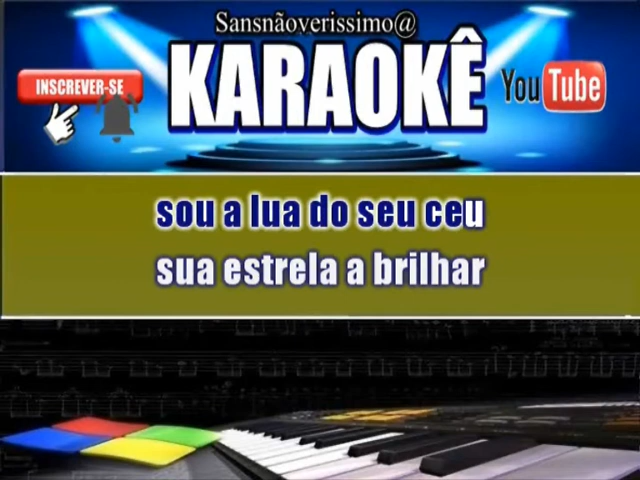 Sansnãoverissimo@
KARAOKÊ
INSCREVER-SE
YouTube
sou a lua do seu ceu
sua estrela a brilhar